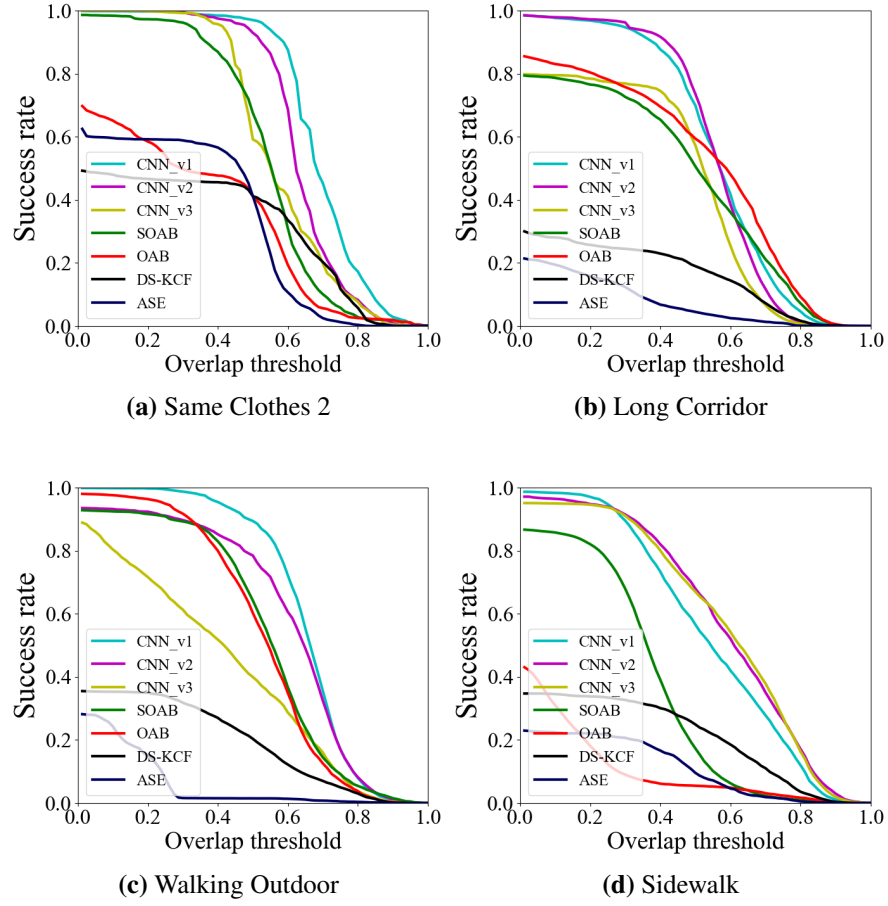 1.0
0.8
0.6
0.4
0.2
0.0
Success rate
CNN_v1
CNN_v2
CNN_v3
SOAB
OAB
DS-KCF
ASE
0.0 0.2 0.4 0.6 0.8 1.0
Overlap threshold
(a) Same Clothes 2
1.0
0.8
0.6
0.4
0.2
0.0
Success rate
CNN_v1
CNN_v2
CNN_v3
SOAB
OAB
DS-KCF
ASE
0.0 0.2 0.4 0.6 0.8 1.0
Overlap threshold
(b) Long Corridor
1.0
0.8
0.6
0.4
0.2
0.0
Success rate
CNN_v1
CNN_v2
CNN_v3
SOAB
OAB
DS-KCF
ASE
0.0 0.2 0.4 0.6 0.8 1.0
Overlap threshold
(c) Walking Outdoor
1.0
0.8
0.6
0.4
0.2
0.0
Success rate
CNN_v1
CNN_v2
CNN_v3
SOAB
OAB
DS-KCF
ASE
0.0 0.2 0.4 0.6 0.8 1.0
Overlap threshold
(d) Sidewalk